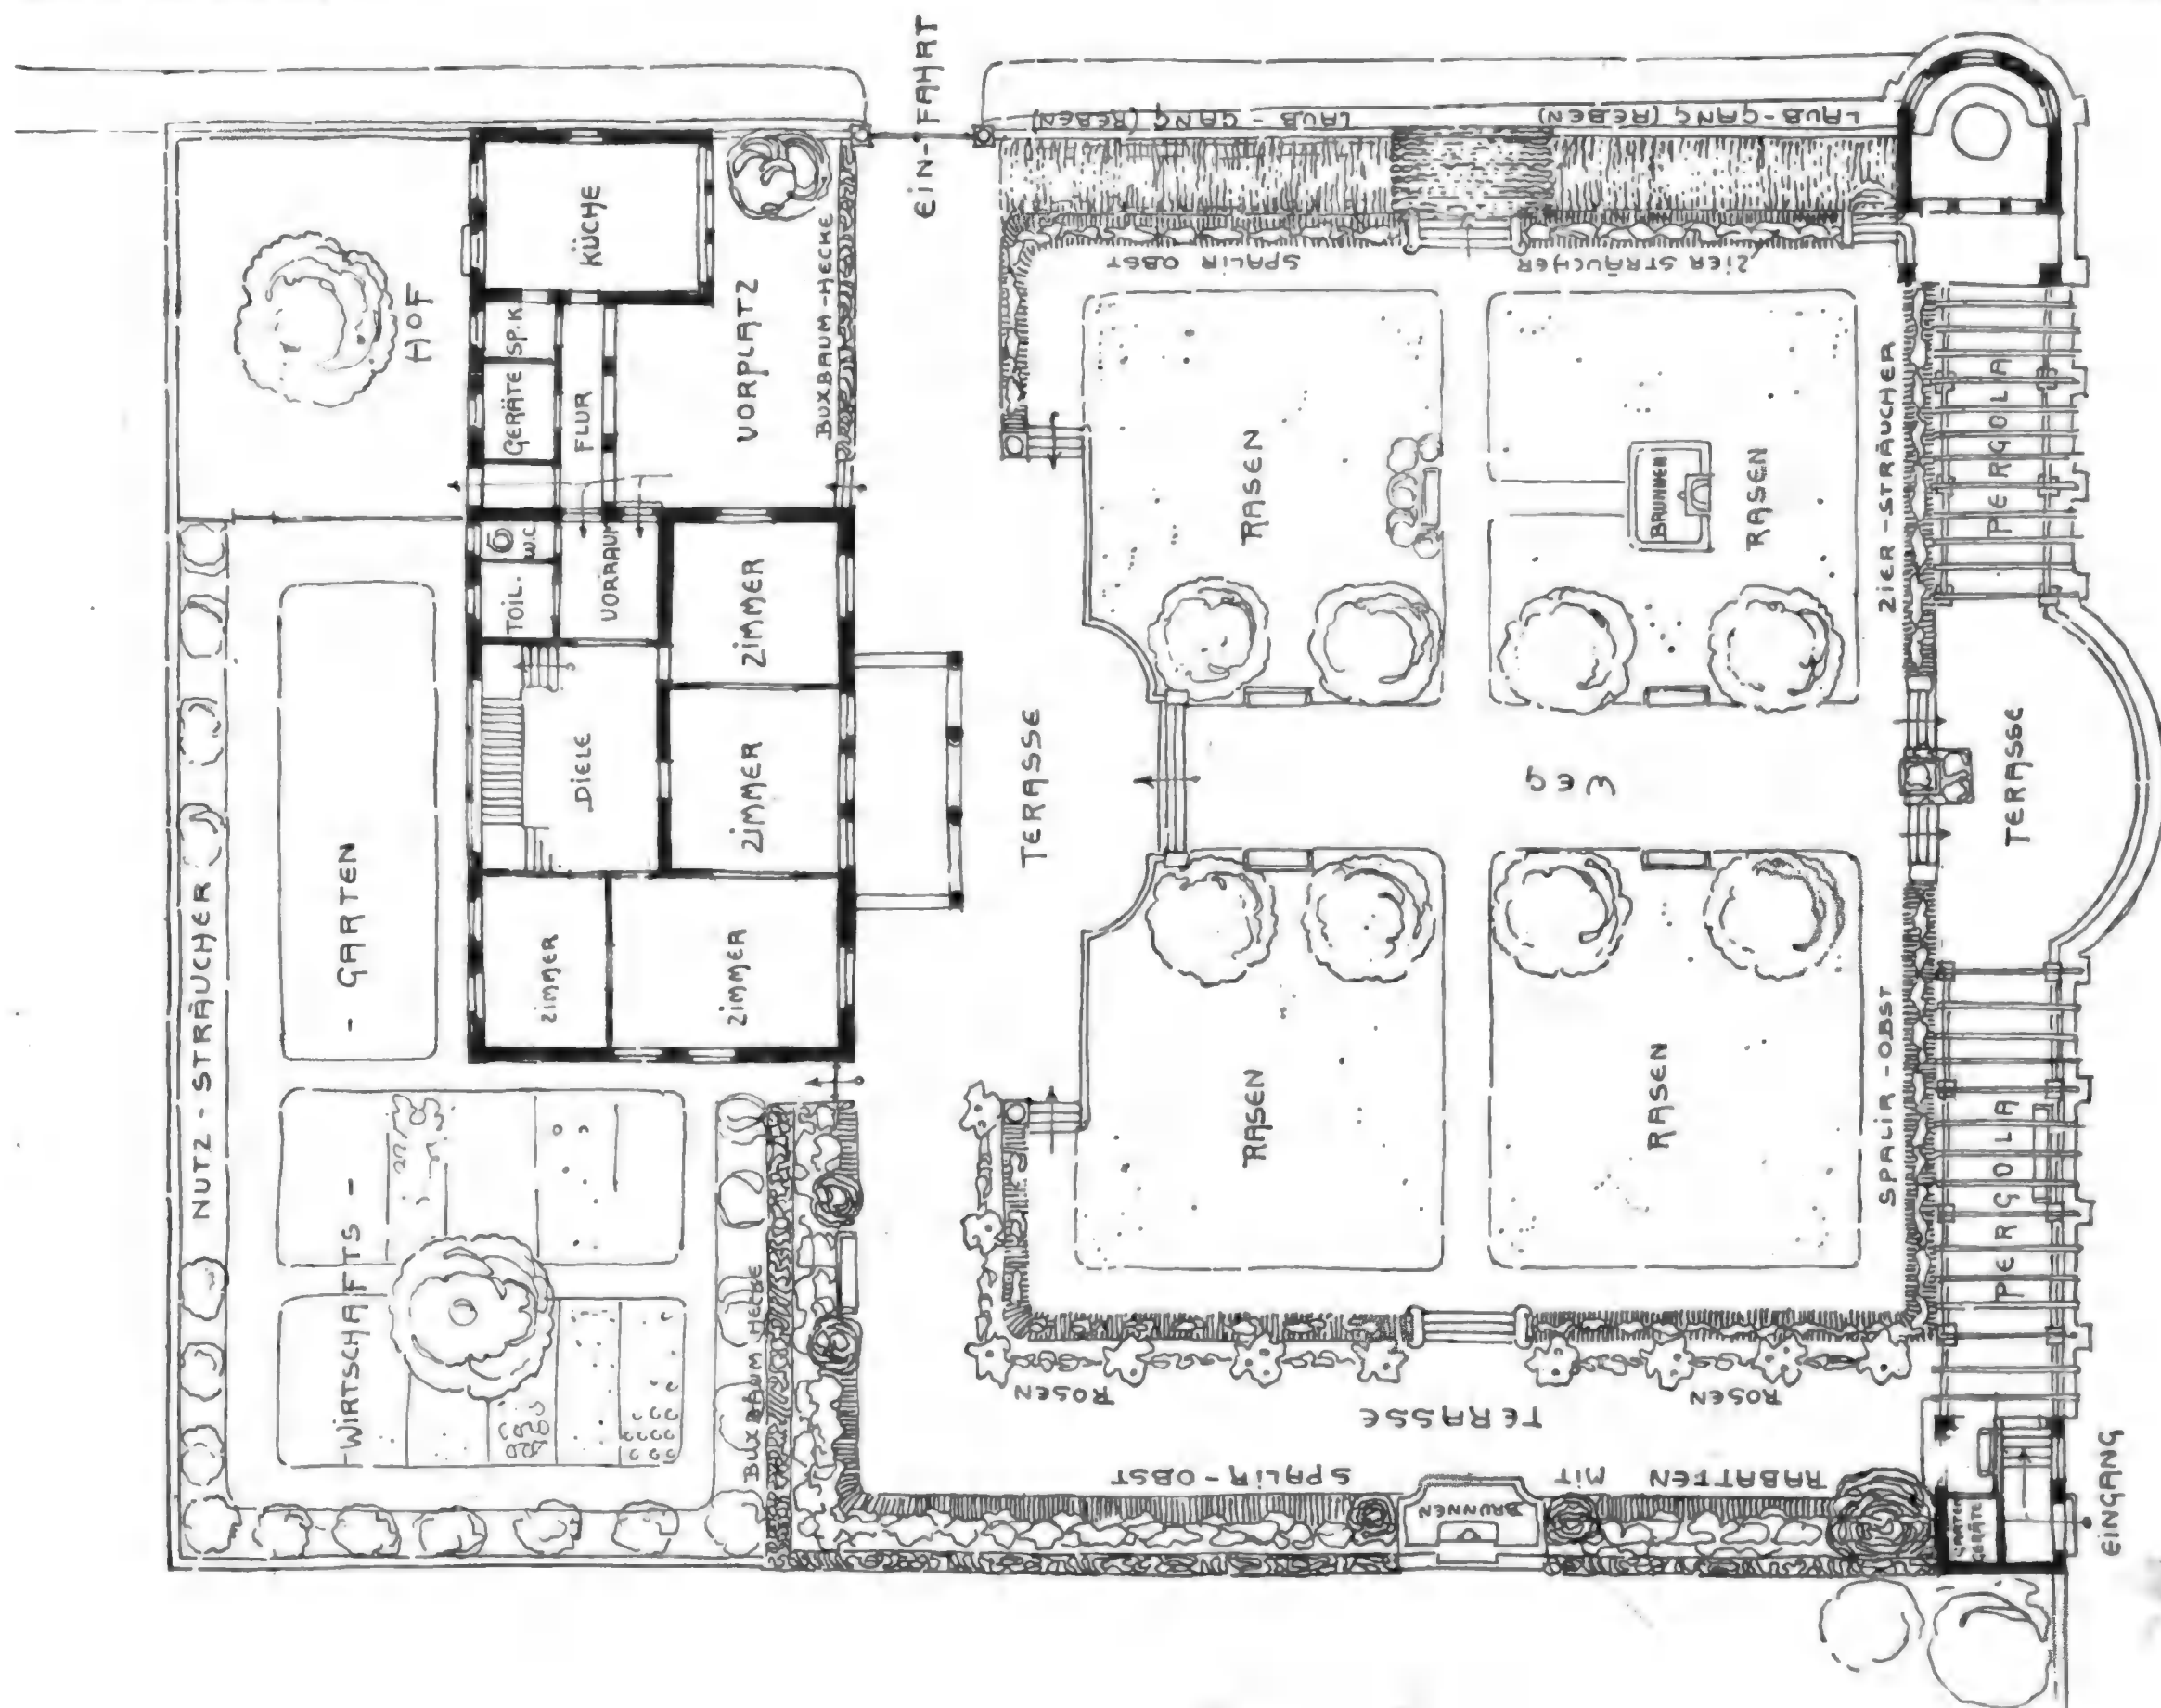 EIN-FAHRT
LAUB-GANG (REBEN)
LAUB-GANG (REBEN)
KÜCHE
HOF
SP.K
GERÄTE
FLUR
VORPLATZ
BUXBAUM-HECKE
SPALIR OBST
ZIER STRÄUCHER
W.C.
TOIL.
VORRAUM
ZIMMER
DIELE
ZIMMER
ZIMMER
ZIMMER
NUTZ-STRÄUCHER
- GARTEN
-WIRTSCHAFTS-
BUXBAUM HECKE
TERASSE
RASEN
RASEN
BRUNNEN
WEG
RASEN
RASEN
ZIER-STRÄUCHER
PERGOLA
TERASSE
SPALIR-OBST
PERGOLA
ROSEN
ROSEN
TERASSE
SPALIR-OBST
RABATTEN MIT
BRUNNEN
GARTEN
GERÄTE
EINGANG